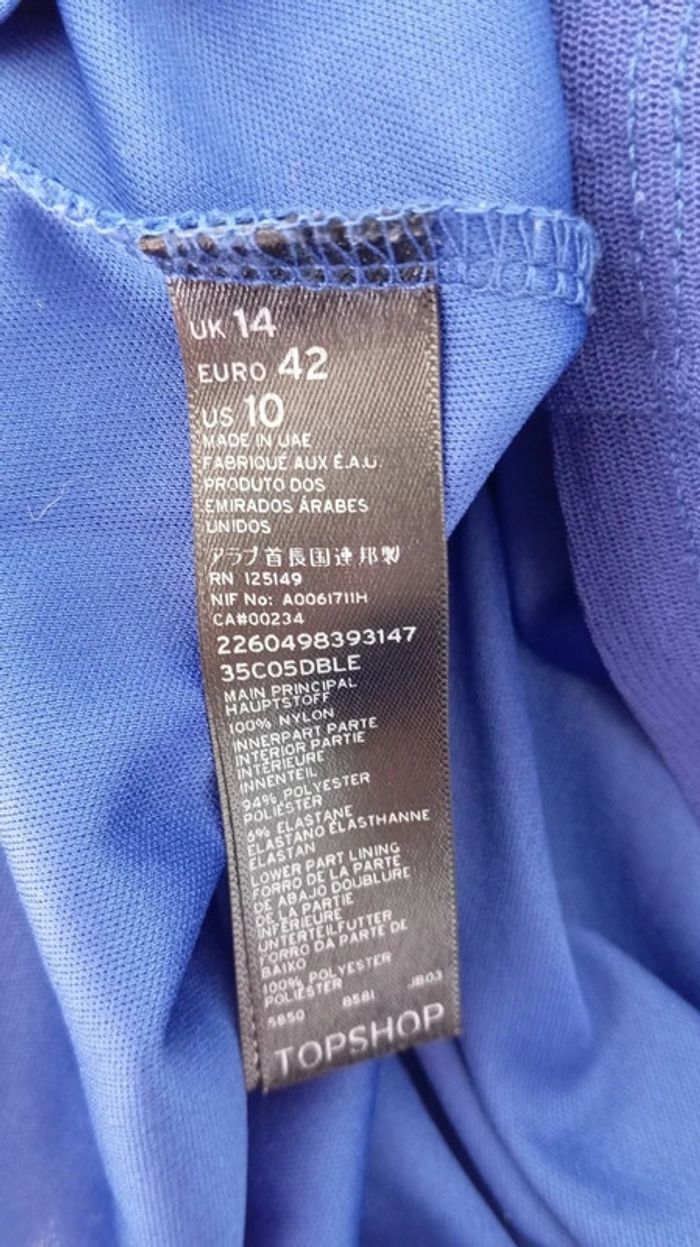 UK 14
EURO 42
US 10
MADE IN UAE
FABRIQUÉ AUX É.A.U.
PRODUTO DOS
EMIRADOS ÁRABES
UNIDOS
アラブ首長国連邦製
RN 125149
NIF No: A0061711H
CA#00234
2260498393147
35C05DBLE
MAIN PRINCIPAL
HAUPTSTOFF
100% NYLON
INNERPART PARTE
INTERIOR PARTIE
INTÉRIEURE
INNENTEIL
94% POLYESTER
POLIÉSTER
6% ELASTANE
ELASTANO ÉLASTHANNE
ELASTAN
LOWER PART LINING
FORRO DE LA PARTE
DE ABAJO DOUBLURE
DE LA PARTIE
INFÉRIEURE
UNTERTEILFUTTER
FORRO DA PARTE DE
BAIXO
100% POLYESTER
POLIÉSTER
5850 8581 JB03
TOPSHOP